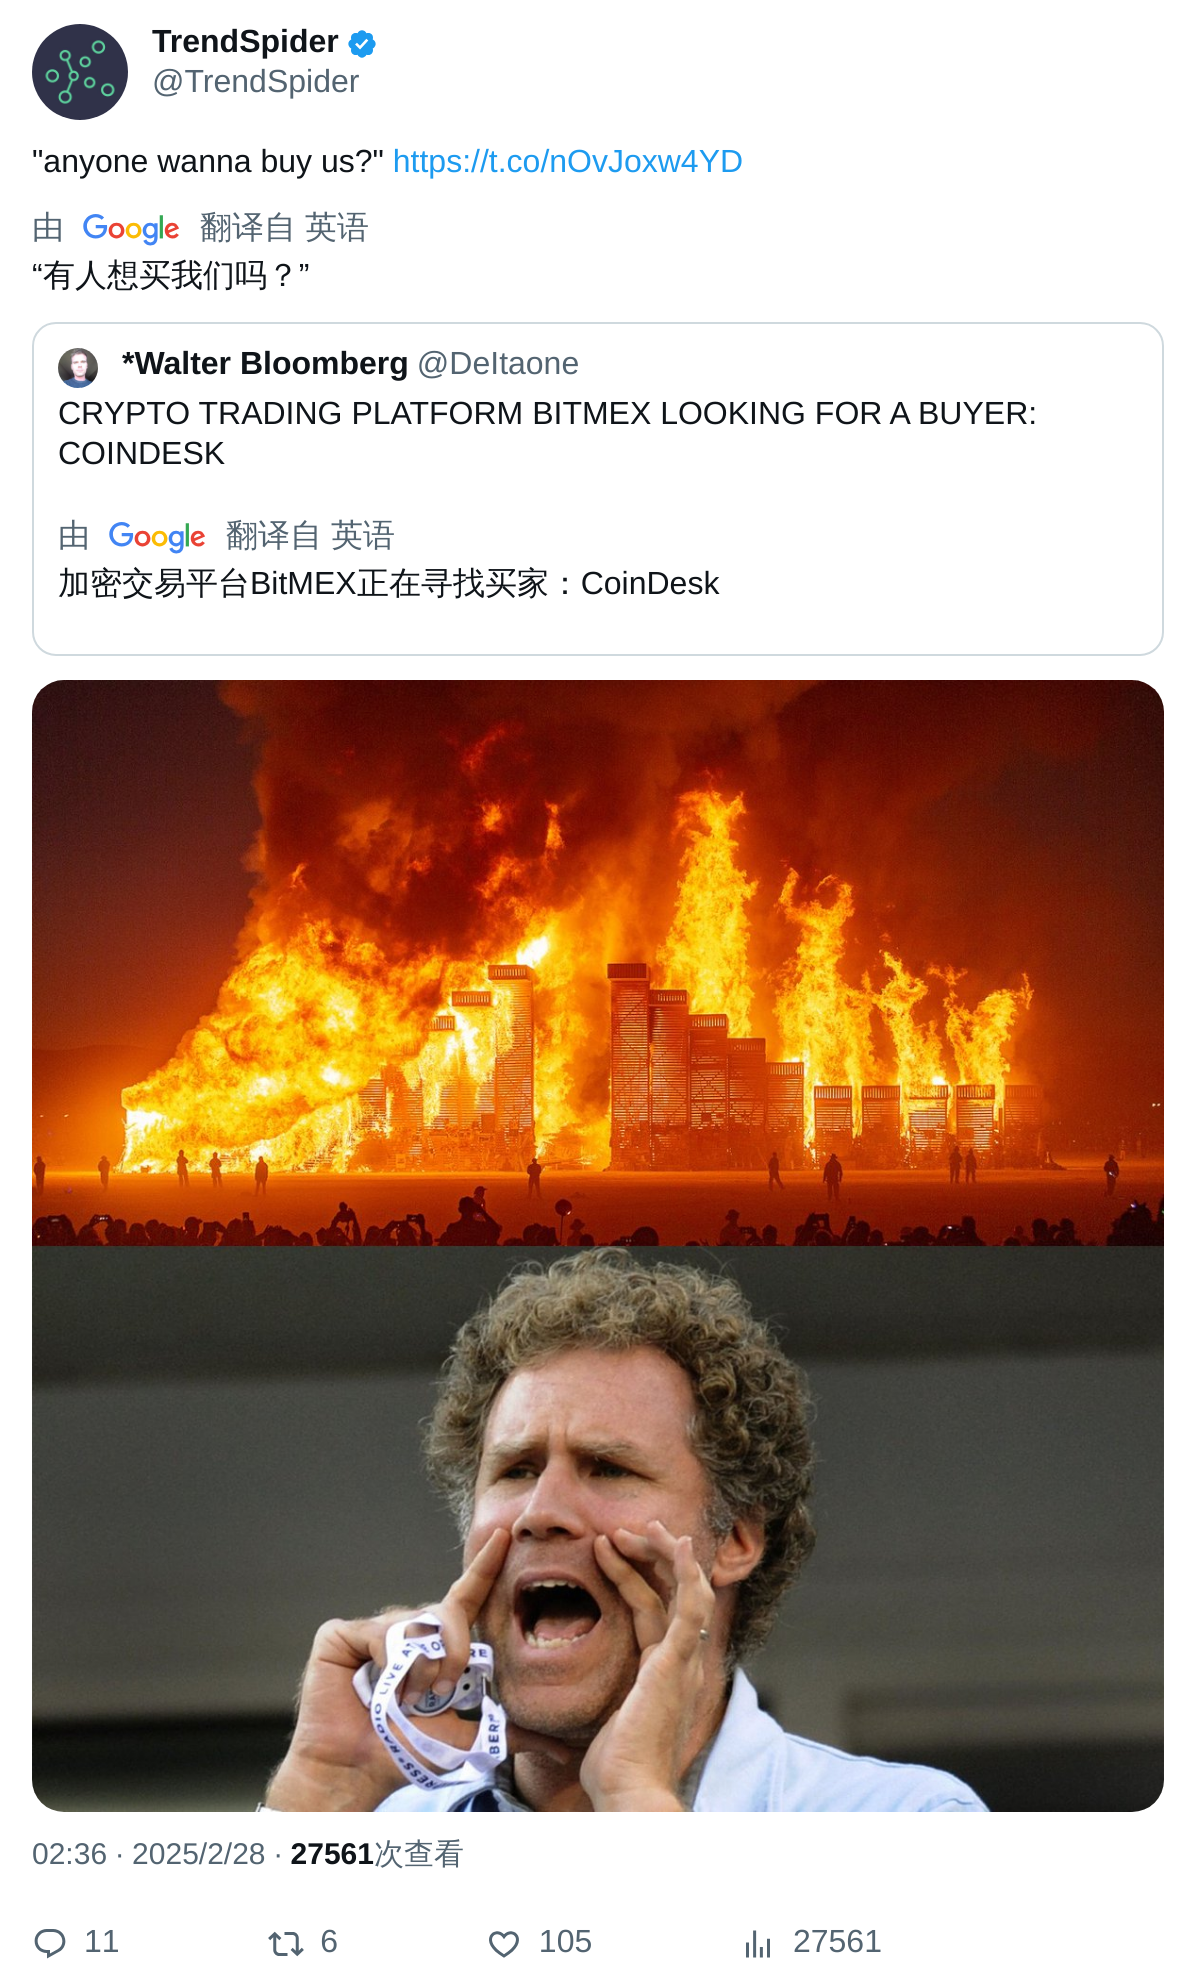 TrendSpider
@TrendSpider
"anyone wanna buy us?" https://t.co/nOvJoxw4YD
由 Google 翻译自 英语
“有人想买我们吗？”
*Walter Bloomberg @DeItaone
CRYPTO TRADING PLATFORM BITMEX LOOKING FOR A BUYER:
COINDESK
由 Google 翻译自 英语
加密交易平台BitMEX正在寻找买家：CoinDesk
RADIO LIVE
02:36 · 2025/2/28 · 27561次查看
11 6 105 27561